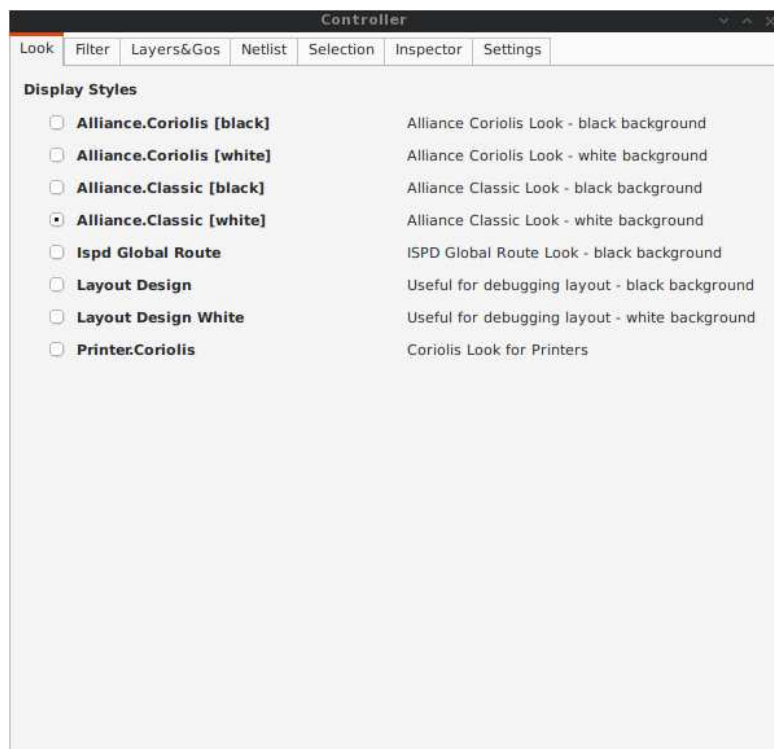 Controller
Look Filter Layers&Gos Netlist Selection Inspector Settings
Display Styles
Alliance.Coriolis [black] Alliance Coriolis Look - black background
Alliance.Coriolis [white] Alliance Coriolis Look - white background
Alliance.Classic [black] Alliance Classic Look - black background
Alliance.Classic [white] Alliance Classic Look - white background
Ispd Global Route ISPD Global Route Look - black background
Layout Design Useful for debugging layout - black background
Layout Design White Useful for debugging layout - white background
Printer.Coriolis Coriolis Look for Printers